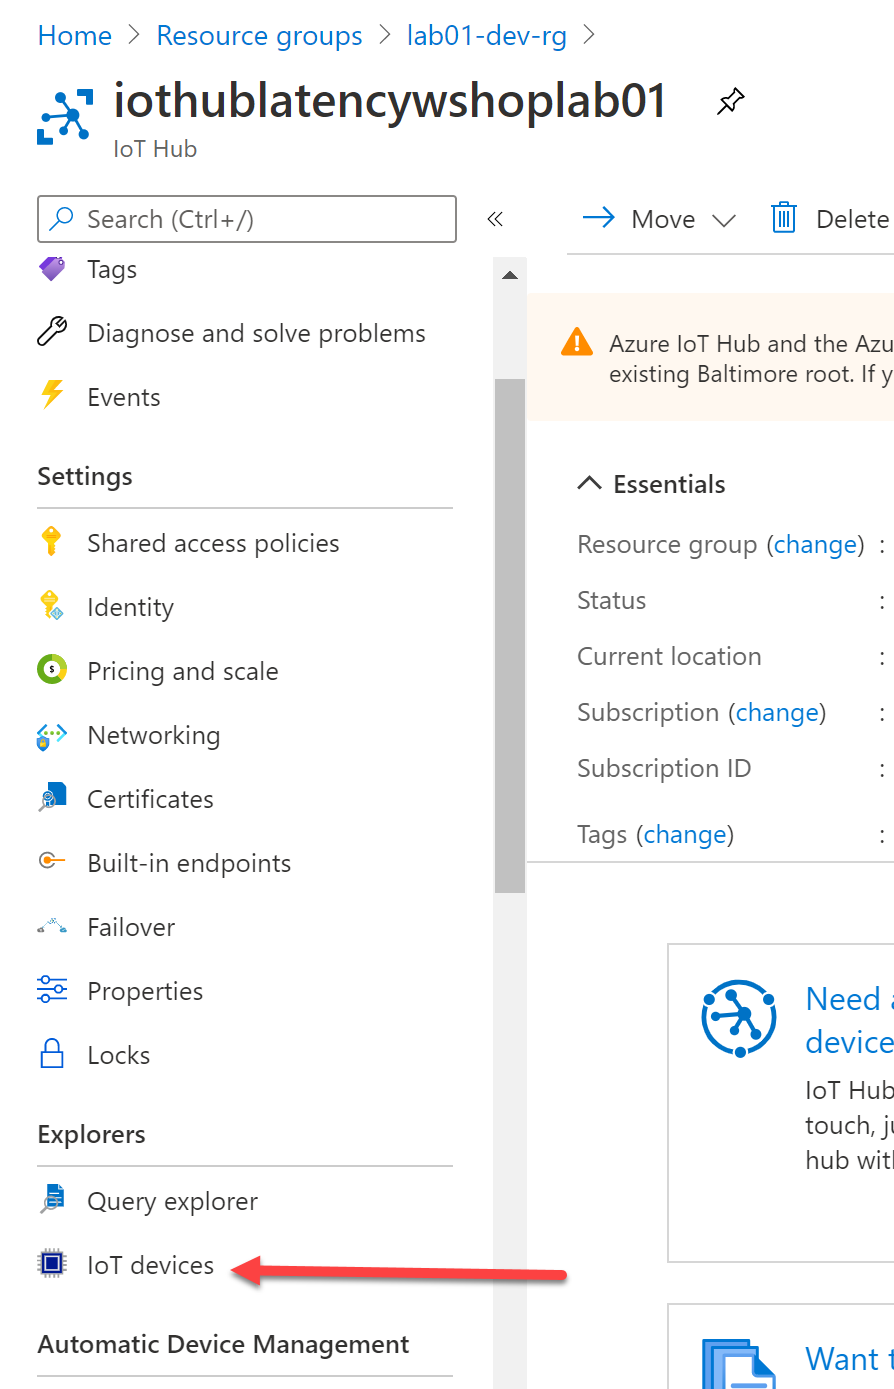 Home > Resource groups > lab01-dev-rg >
iothublatencywshoplab01
IoT Hub
Search (Ctrl+/)
«
Move
Delete
Tags
Diagnose and solve problems
Events
Settings
Shared access policies
Identity
Pricing and scale
Networking
Certificates
Built-in endpoints
Failover
Properties
Locks
Explorers
Query explorer
IoT devices
Automatic Device Management
Azure IoT Hub and the Azu
existing Baltimore root. If y
Essentials
Resource group (change) :
Status :
Current location :
Subscription (change) :
Subscription ID :
Tags (change) :
Need a
device
IoT Hub
touch, ju
hub with
Want t